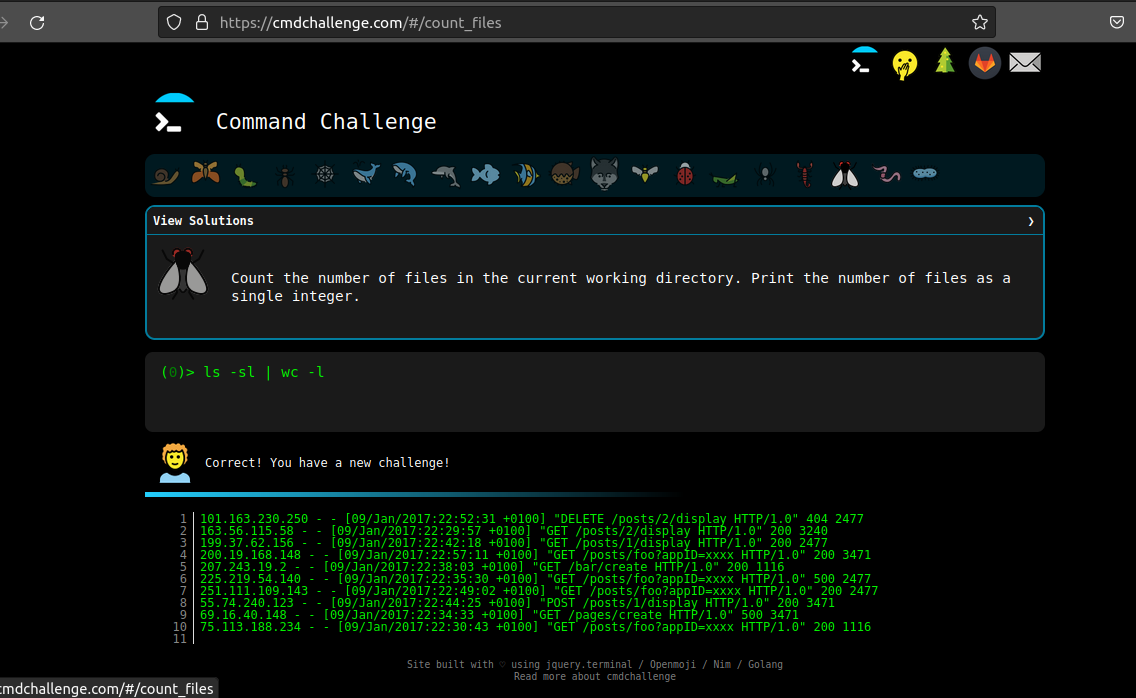 https://cmdchallenge.com/#/count_files
Command Challenge
View Solutions ❯
Count the number of files in the current working directory. Print the number of files as a
single integer.
(0)> ls -sl | wc -l
Correct! You have a new challenge!
1 101.163.230.250 - - [09/Jan/2017:22:52:31 +0100] "DELETE /posts/2/display HTTP/1.0" 404 2477
2 163.56.115.58 - - [09/Jan/2017:22:29:57 +0100] "GET /posts/2/display HTTP/1.0" 200 3240
3 199.37.62.156 - - [09/Jan/2017:22:42:18 +0100] "GET /posts/1/display HTTP/1.0" 200 2477
4 200.19.168.148 - - [09/Jan/2017:22:57:11 +0100] "GET /posts/foo?appID=xxxx HTTP/1.0" 200 3471
5 207.243.19.2 - - [09/Jan/2017:22:38:03 +0100] "GET /bar/create HTTP/1.0" 200 1116
6 225.219.54.140 - - [09/Jan/2017:22:35:30 +0100] "GET /posts/foo?appID=xxxx HTTP/1.0" 500 2477
7 251.111.109.143 - - [09/Jan/2017:22:49:02 +0100] "GET /posts/foo?appID=xxxx HTTP/1.0" 200 2477
8 55.74.240.123 - - [09/Jan/2017:22:44:25 +0100] "POST /posts/1/display HTTP/1.0" 200 3471
9 69.16.40.148 - - [09/Jan/2017:22:34:33 +0100] "GET /pages/create HTTP/1.0" 500 3471
10 75.113.188.234 - - [09/Jan/2017:22:30:43 +0100] "GET /posts/foo?appID=xxxx HTTP/1.0" 200 1116
11
Site built with ♡ using jquery.terminal / Openmoji / Nim / Golang
Read more about cmdchallenge
cmdchallenge.com/#/count_files